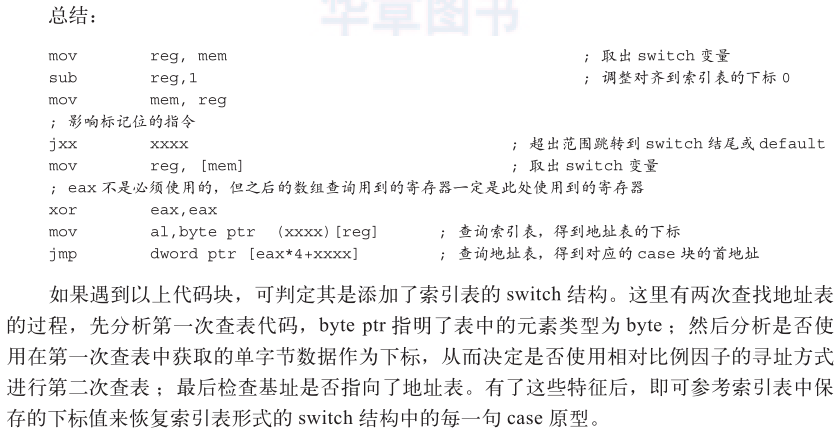 华章图书
总结：
mov reg, mem ; 取出 switch 变量
sub reg,1 ; 调整对齐到索引表的下标 0
mov mem, reg
; 影响标记位的指令
jxx xxxx ; 超出范围跳转到 switch 结尾或 default
mov reg, [mem] ; 取出 switch 变量
; eax 不是必须使用的，但之后的数组查询用到的寄存器一定是此处使用到的寄存器
xor eax,eax
mov al,byte ptr (xxxx)[reg] ; 查询索引表，得到地址表的下标
jmp dword ptr [eax*4+xxxx] ; 查询地址表，得到对应的 case 块的首地址
如果遇到以上代码块，可判定其是添加了索引表的 switch 结构。这里有两次查找地址表
的过程，先分析第一次查表代码，byte ptr 指明了表中的元素类型为 byte；然后分析是否使
用在第一次查表中获取的单字节数据作为下标，从而决定是否使用相对比例因子的寻址方式
进行第二次查表；最后检查基址是否指向了地址表。有了这些特征后，即可参考索引表中保
存的下标值来恢复索引表形式的 switch 结构中的每一句 case 原型。